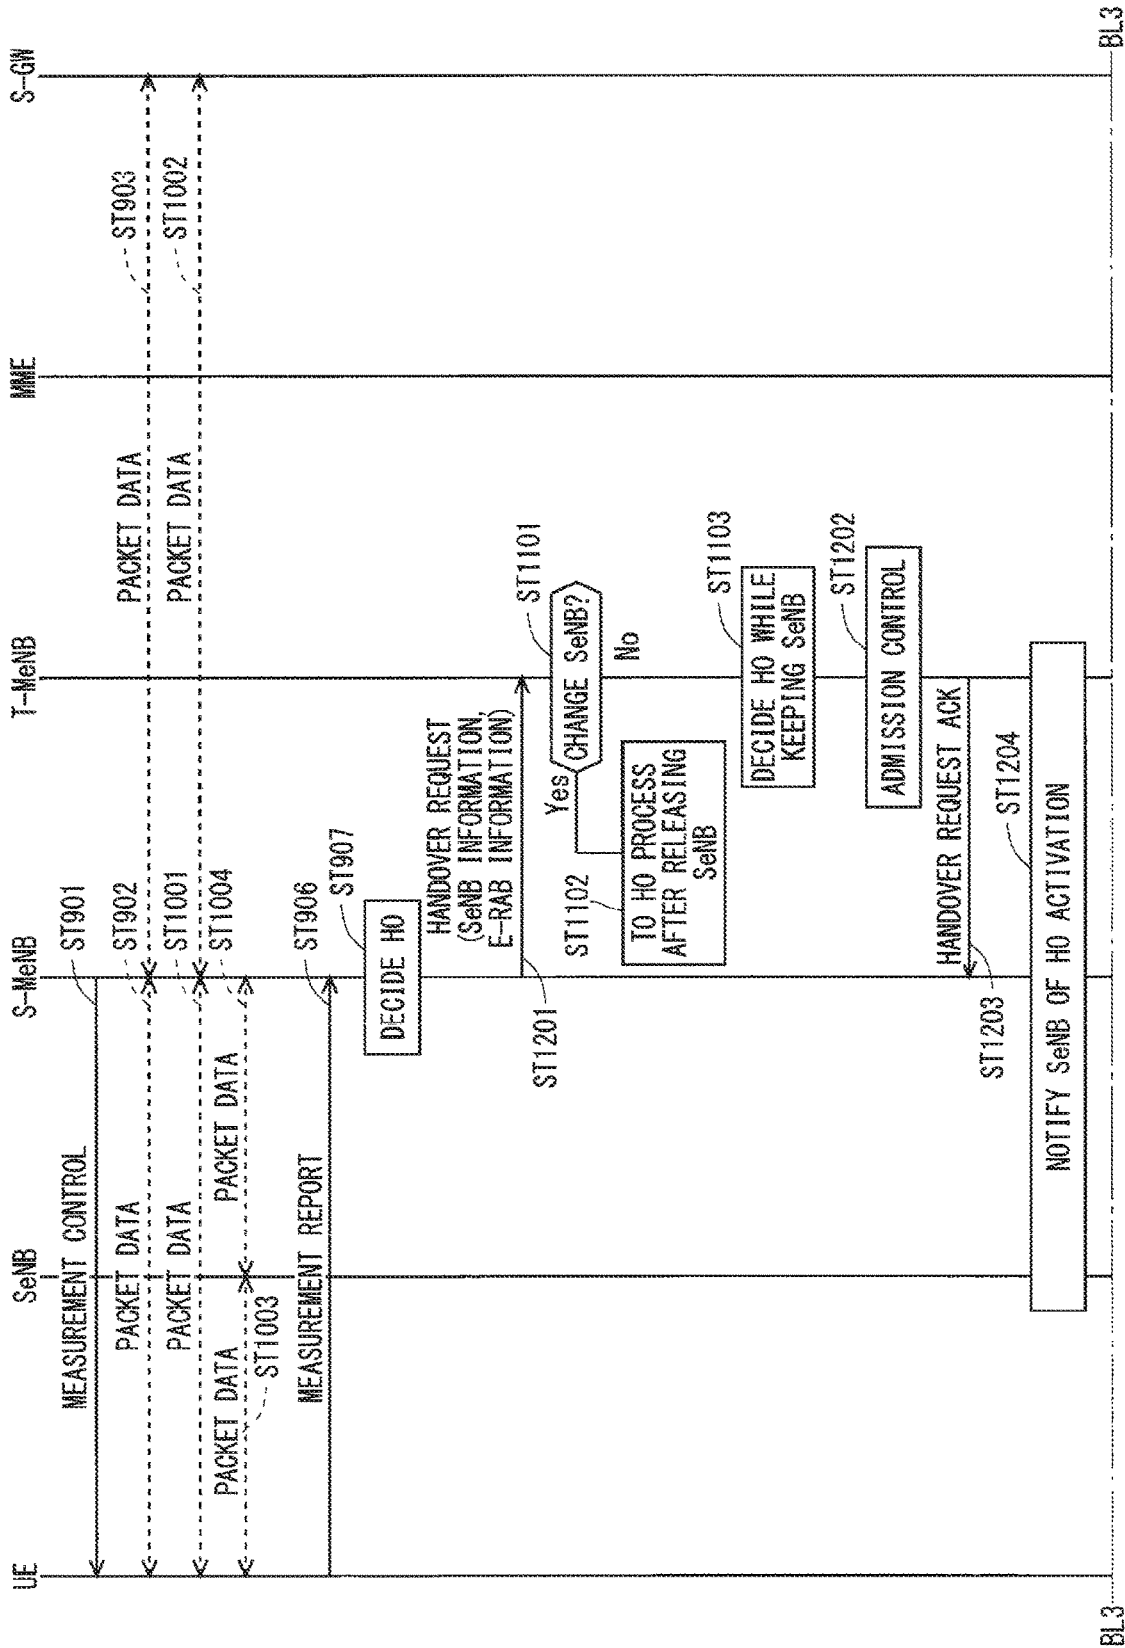 UE
SeNB
S-MeNB
T-MeNB
MME
S-GW
MEASUREMENT CONTROL
ST901
PACKET DATA
ST902
PACKET DATA
ST903
PACKET DATA
ST1001
PACKET DATA
ST1002
PACKET DATA
ST1003
PACKET DATA
ST1004
MEASUREMENT REPORT
ST906
DECIDE HO
ST907
HANDOVER REQUEST
(SeNB INFORMATION,
E-RAB INFORMATION)
ST1201
CHANGE SeNB?
ST1101
Yes
No
ST1102
TO HO PROCESS
AFTER RELEASING
SeNB
DECIDE HO WHILE
KEEPING SeNB
ST1103
ADMISSION CONTROL
ST1202
HANDOVER REQUEST ACK
ST1203
NOTIFY SeNB OF HO ACTIVATION
ST1204
BL3
BL3